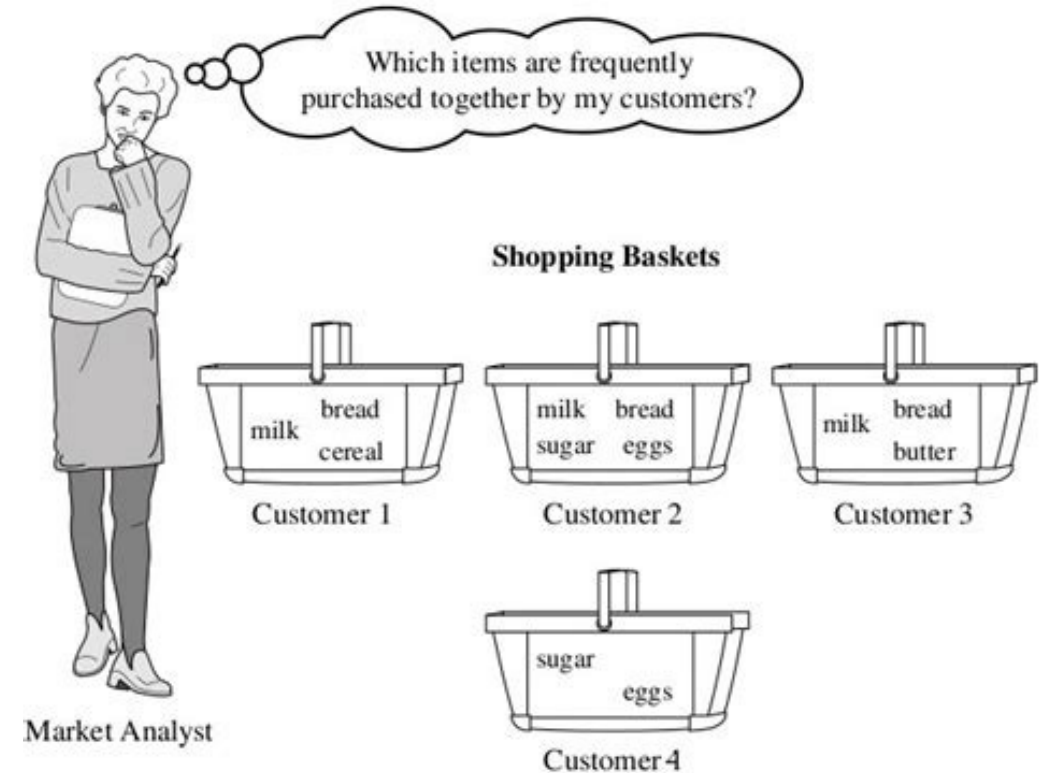 Which items are frequently
purchased together by my customers?
Shopping Baskets
milk
bread
cereal
Customer 1
milk bread
sugar eggs
Customer 2
milk
bread
butter
Customer 3
sugar
eggs
Customer 4
Market Analyst